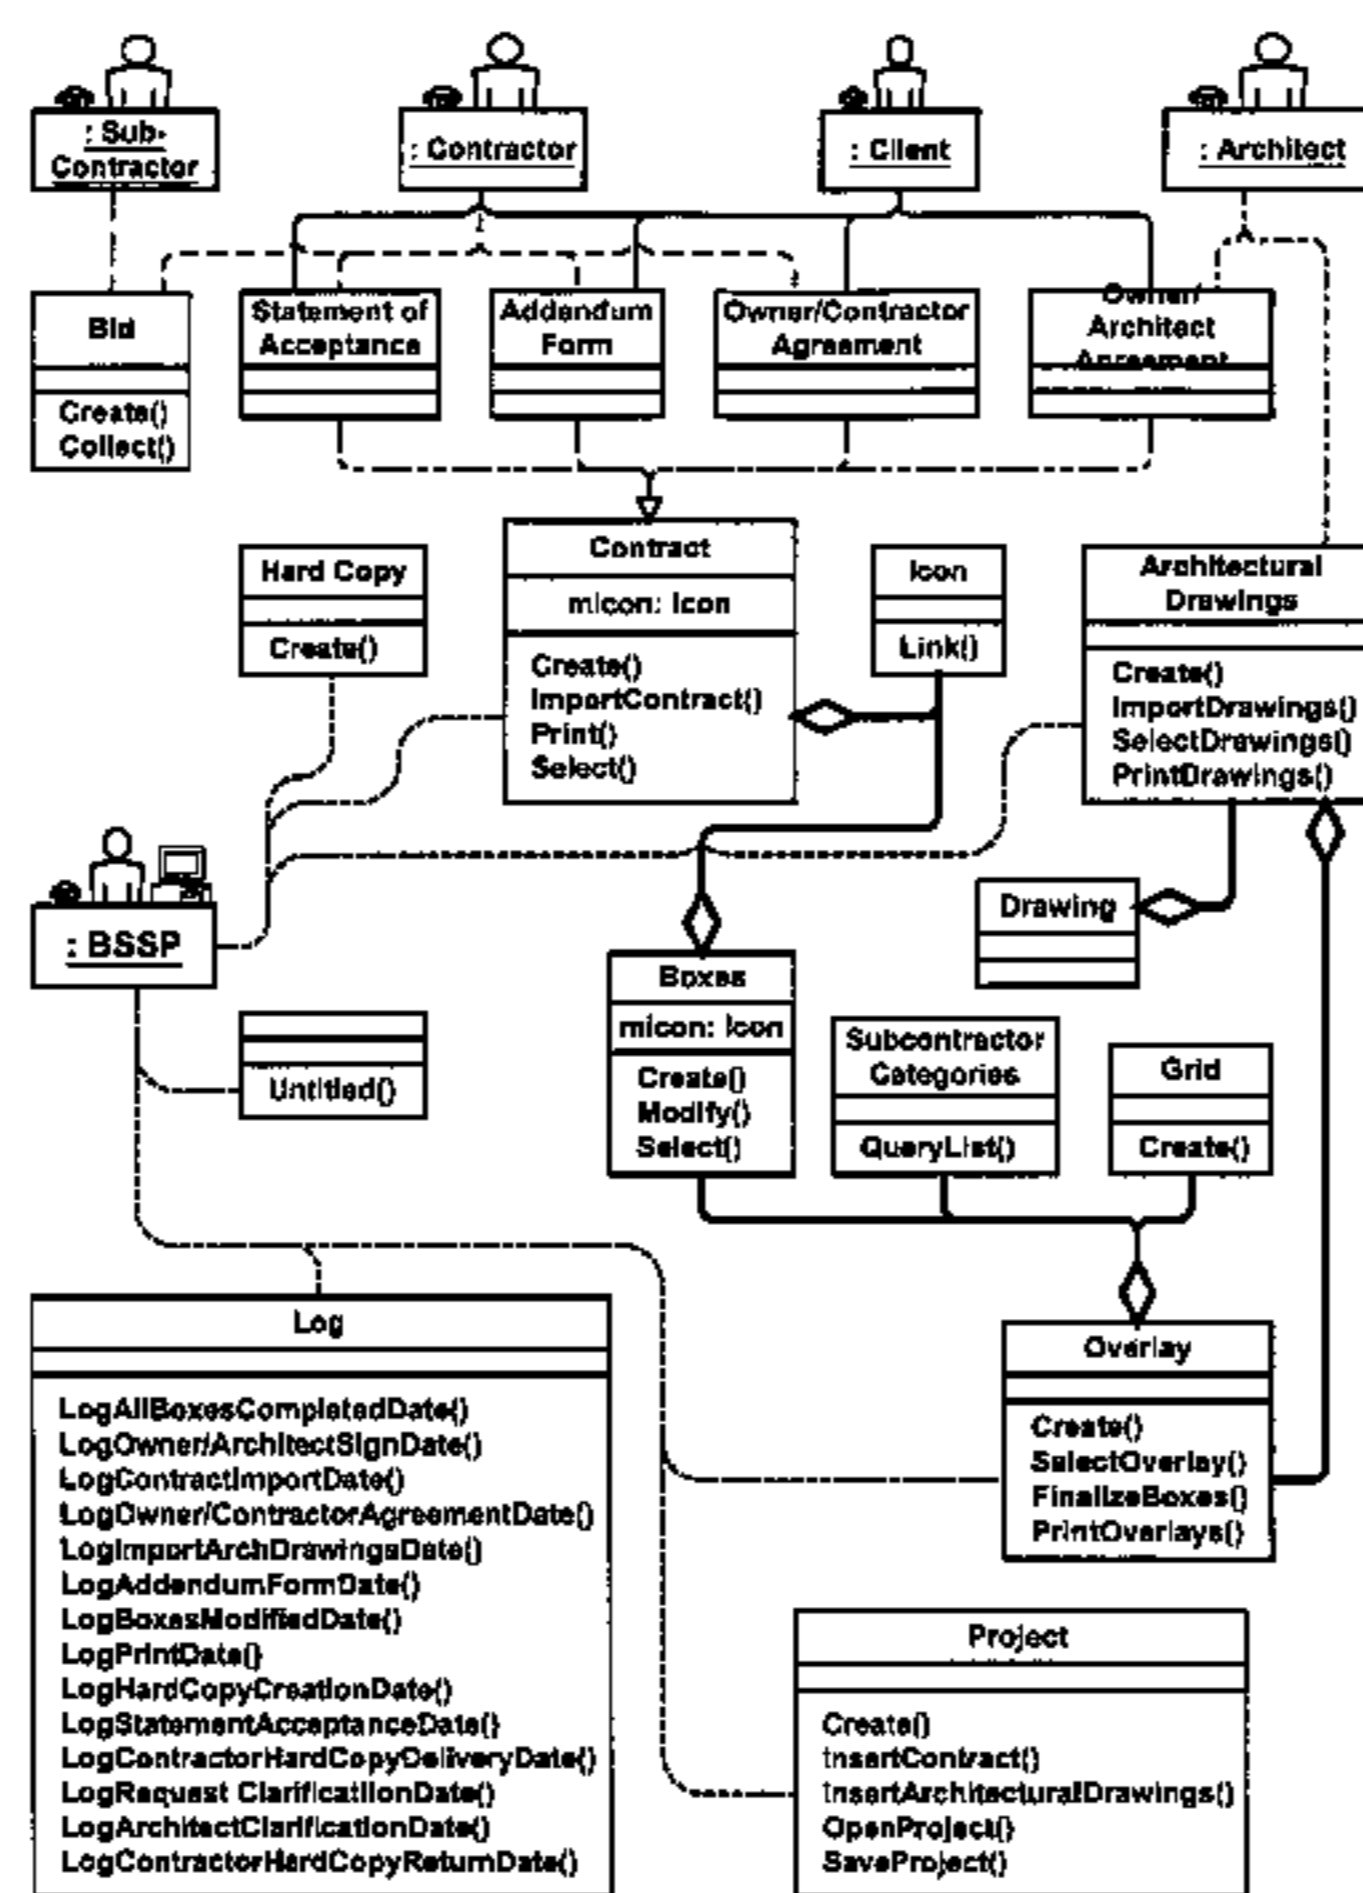 : Sub-
Contractor
: Contractor
: Client
: Architect
Bid
Create()
Collect()
Statement of
Acceptance
Addendum
Form
Owner/Contractor
Agreement
Owner/
Architect
Agreement
Hard Copy
Create()
Contract
micon: Icon
Create()
ImportContract()
Print()
Select()
Icon
Link()
Architectural
Drawings
Create()
ImportDrawings()
SelectDrawings()
PrintDrawings()
: BSSP
Drawing
Untitled()
Boxes
micon: Icon
Create()
Modify()
Select()
Subcontractor
Categories
QueryList()
Grid
Create()
Log
LogAllBoxesCompletedDate()
LogOwner/ArchitectSignDate()
LogContractImportDate()
LogOwner/ContractorAgreementDate()
LogImportArchDrawingsDate()
LogAddendumFormDate()
LogBoxesModifiedDate()
LogPrintDate()
LogHardCopyCreationDate()
LogStatementAcceptanceDate()
LogContractorHardCopyDeliveryDate()
LogRequest ClarificatiionDate()
LogArchitectClarificationDate()
LogContractorHardCopyReturnDate()
Overlay
Create()
SelectOverlay()
FinalizeBoxes()
PrintOverlays()
Project
Create()
InsertContract()
InsertArchitecturalDrawings()
OpenProject()
SaveProject()